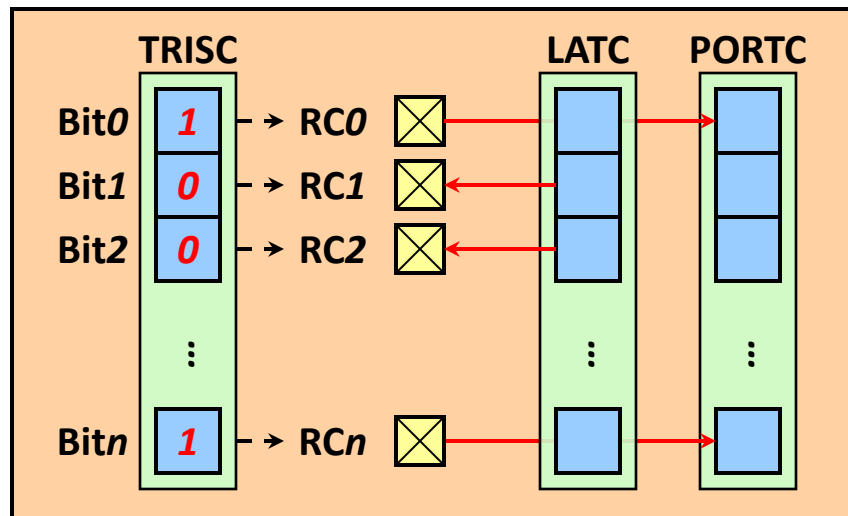 TRISC LATC PORTC
Bit0 1 RC0
Bit1 0 RC1
Bit2 0 RC2
... ... ...
Bitn 1 RCn